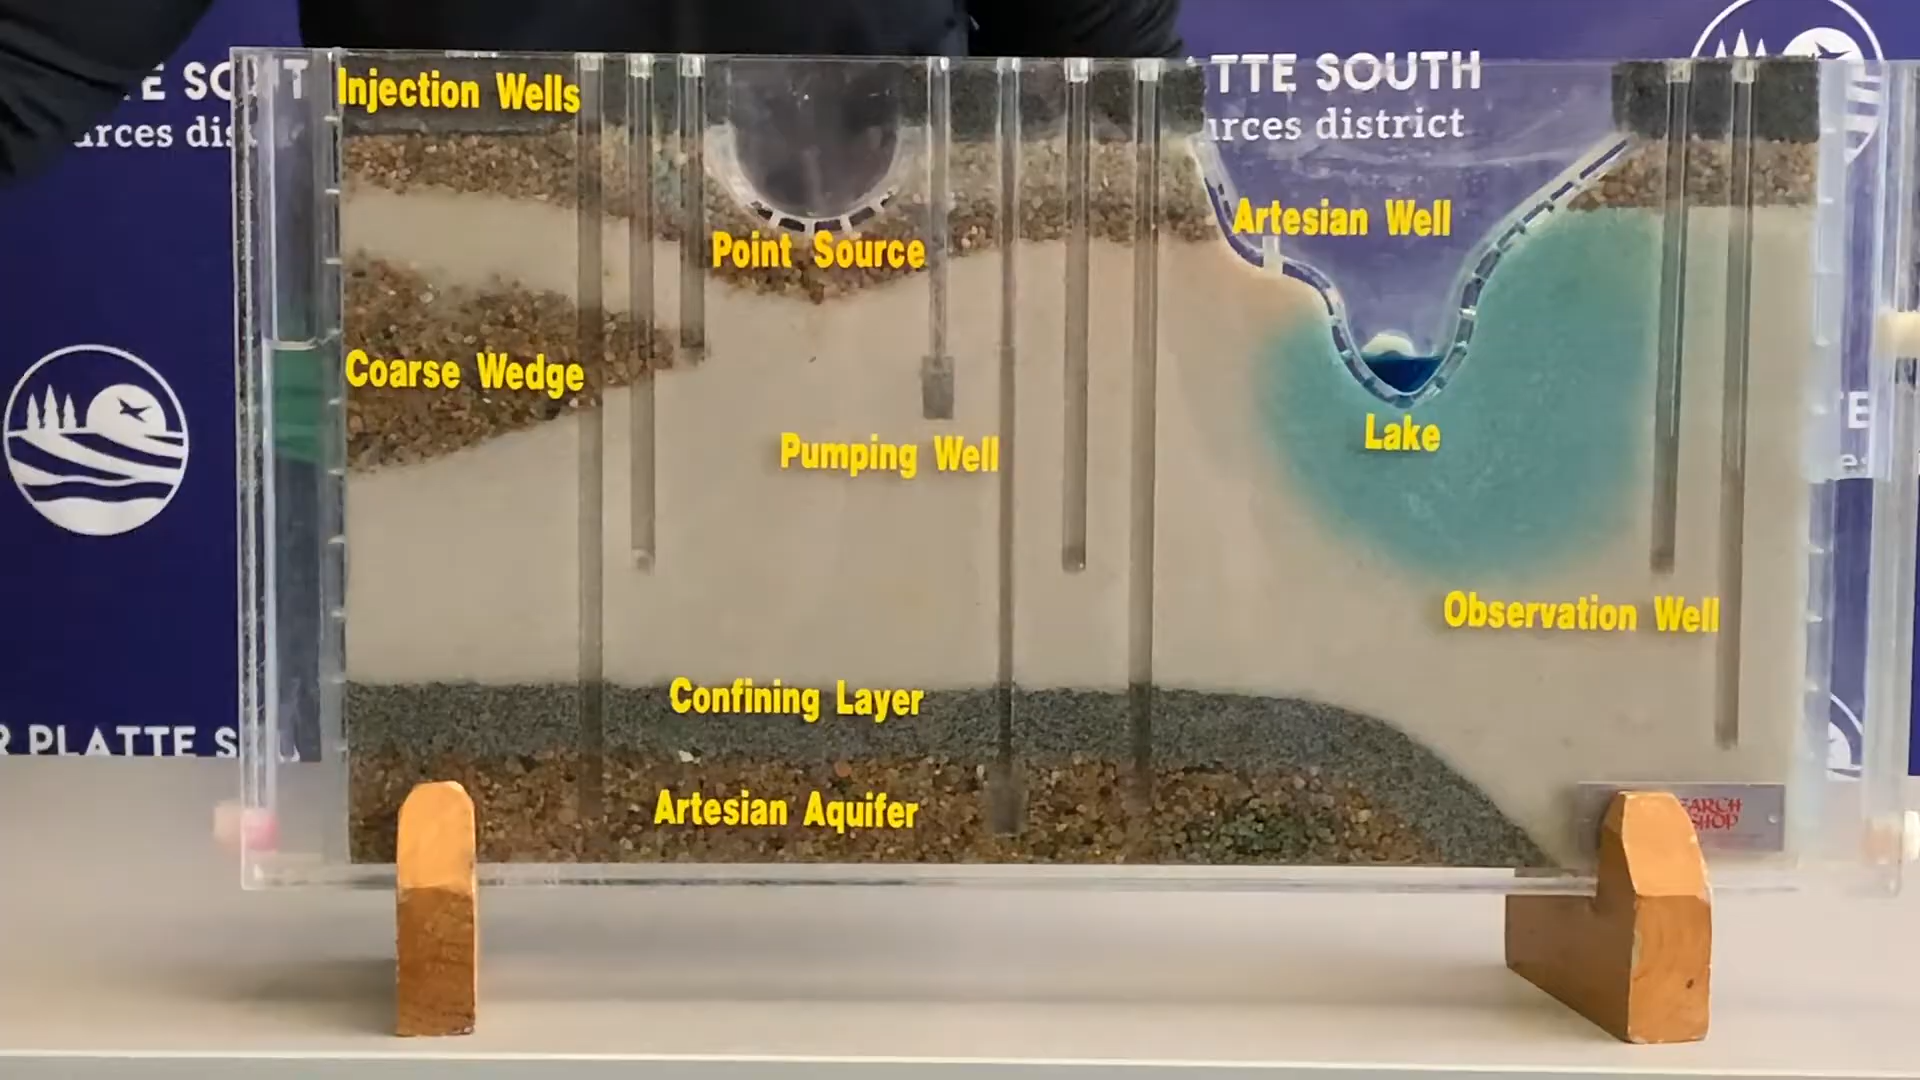 TTE SOUTH
urces district
Injection Wells
Point Source
Artesian Well
Coarse Wedge
Lake
Pumping Well
Observation Well
Confining Layer
R PLATTE S
Artesian Aquifer